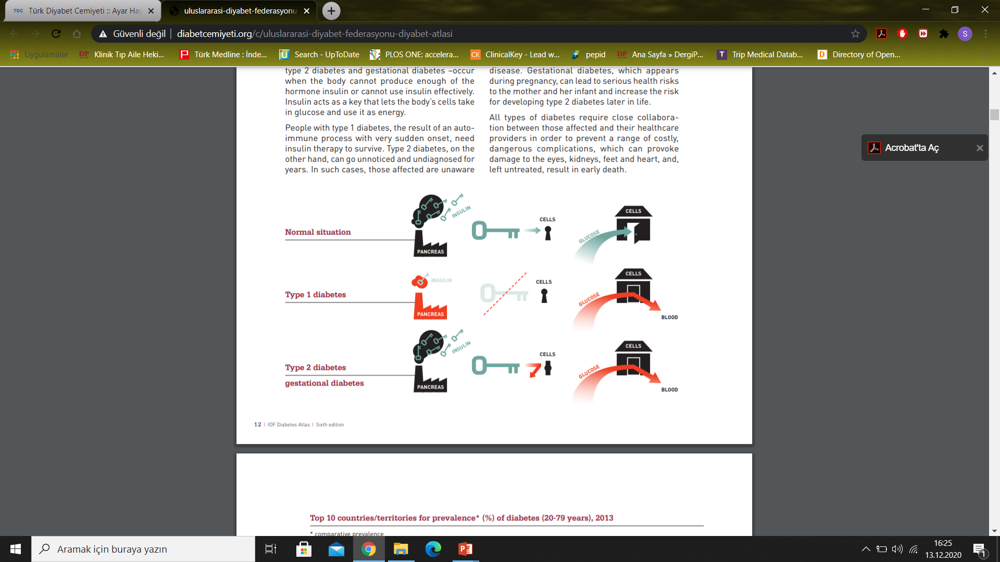 Türk Diyabet Cemiyeti :: Ayar Hay
uluslararasi-diyabet-federasyonu
Güvenli değil
diabetcemiyeti.org/c/uluslararasi-diyabet-federasyonu-diyabet-atlasi
S
Uygulamalar
DP Klinik Tıp Aile Heki...
P Türk Medline : İnde...
U Search - UpToDate
PLOS ONE: accelera...
CK ClinicalKey - Lead w...
pepid
DP Ana Sayfa » DergiP...
T Trip Medical Datab...
D Directory of Open...
type 2 diabetes and gestational diabetes –occur
when the body cannot produce enough of the
hormone insulin or cannot use insulin effectively.
Insulin acts as a key that lets the body's cells take
in glucose and use it as energy.
People with type 1 diabetes, the result of an auto-
immune process with very sudden onset, need
insulin therapy to survive. Type 2 diabetes, on the
other hand, can go unnoticed and undiagnosed for
years. In such cases, those affected are unaware
disease. Gestational diabetes, which appears
during pregnancy, can lead to serious health risks
to the mother and her infant and increase the risk
for developing type 2 diabetes later in life.
All types of diabetes require close collabora-
tion between those affected and their healthcare
providers in order to prevent a range of costly,
dangerous complications, which can provoke
damage to the eyes, kidneys, feet and heart, and,
left untreated, result in early death.
Acrobat'ta Aç
Normal situation
INSULIN
PANCREAS
CELLS
GLUCOSE
CELLS
Type 1 diabetes
INSULIN
PANCREAS
CELLS
GLUCOSE
CELLS
BLOOD
Type 2 diabetes
gestational diabetes
INSULIN
PANCREAS
CELLS
GLUCOSE
CELLS
BLOOD
12 | IDF Diabetes Atlas | Sixth edition
Top 10 countries/territories for prevalence* (%) of diabetes (20-79 years), 2013
* comparative prevalence
Aramak için buraya yazın
16:25
13.12.2020
1